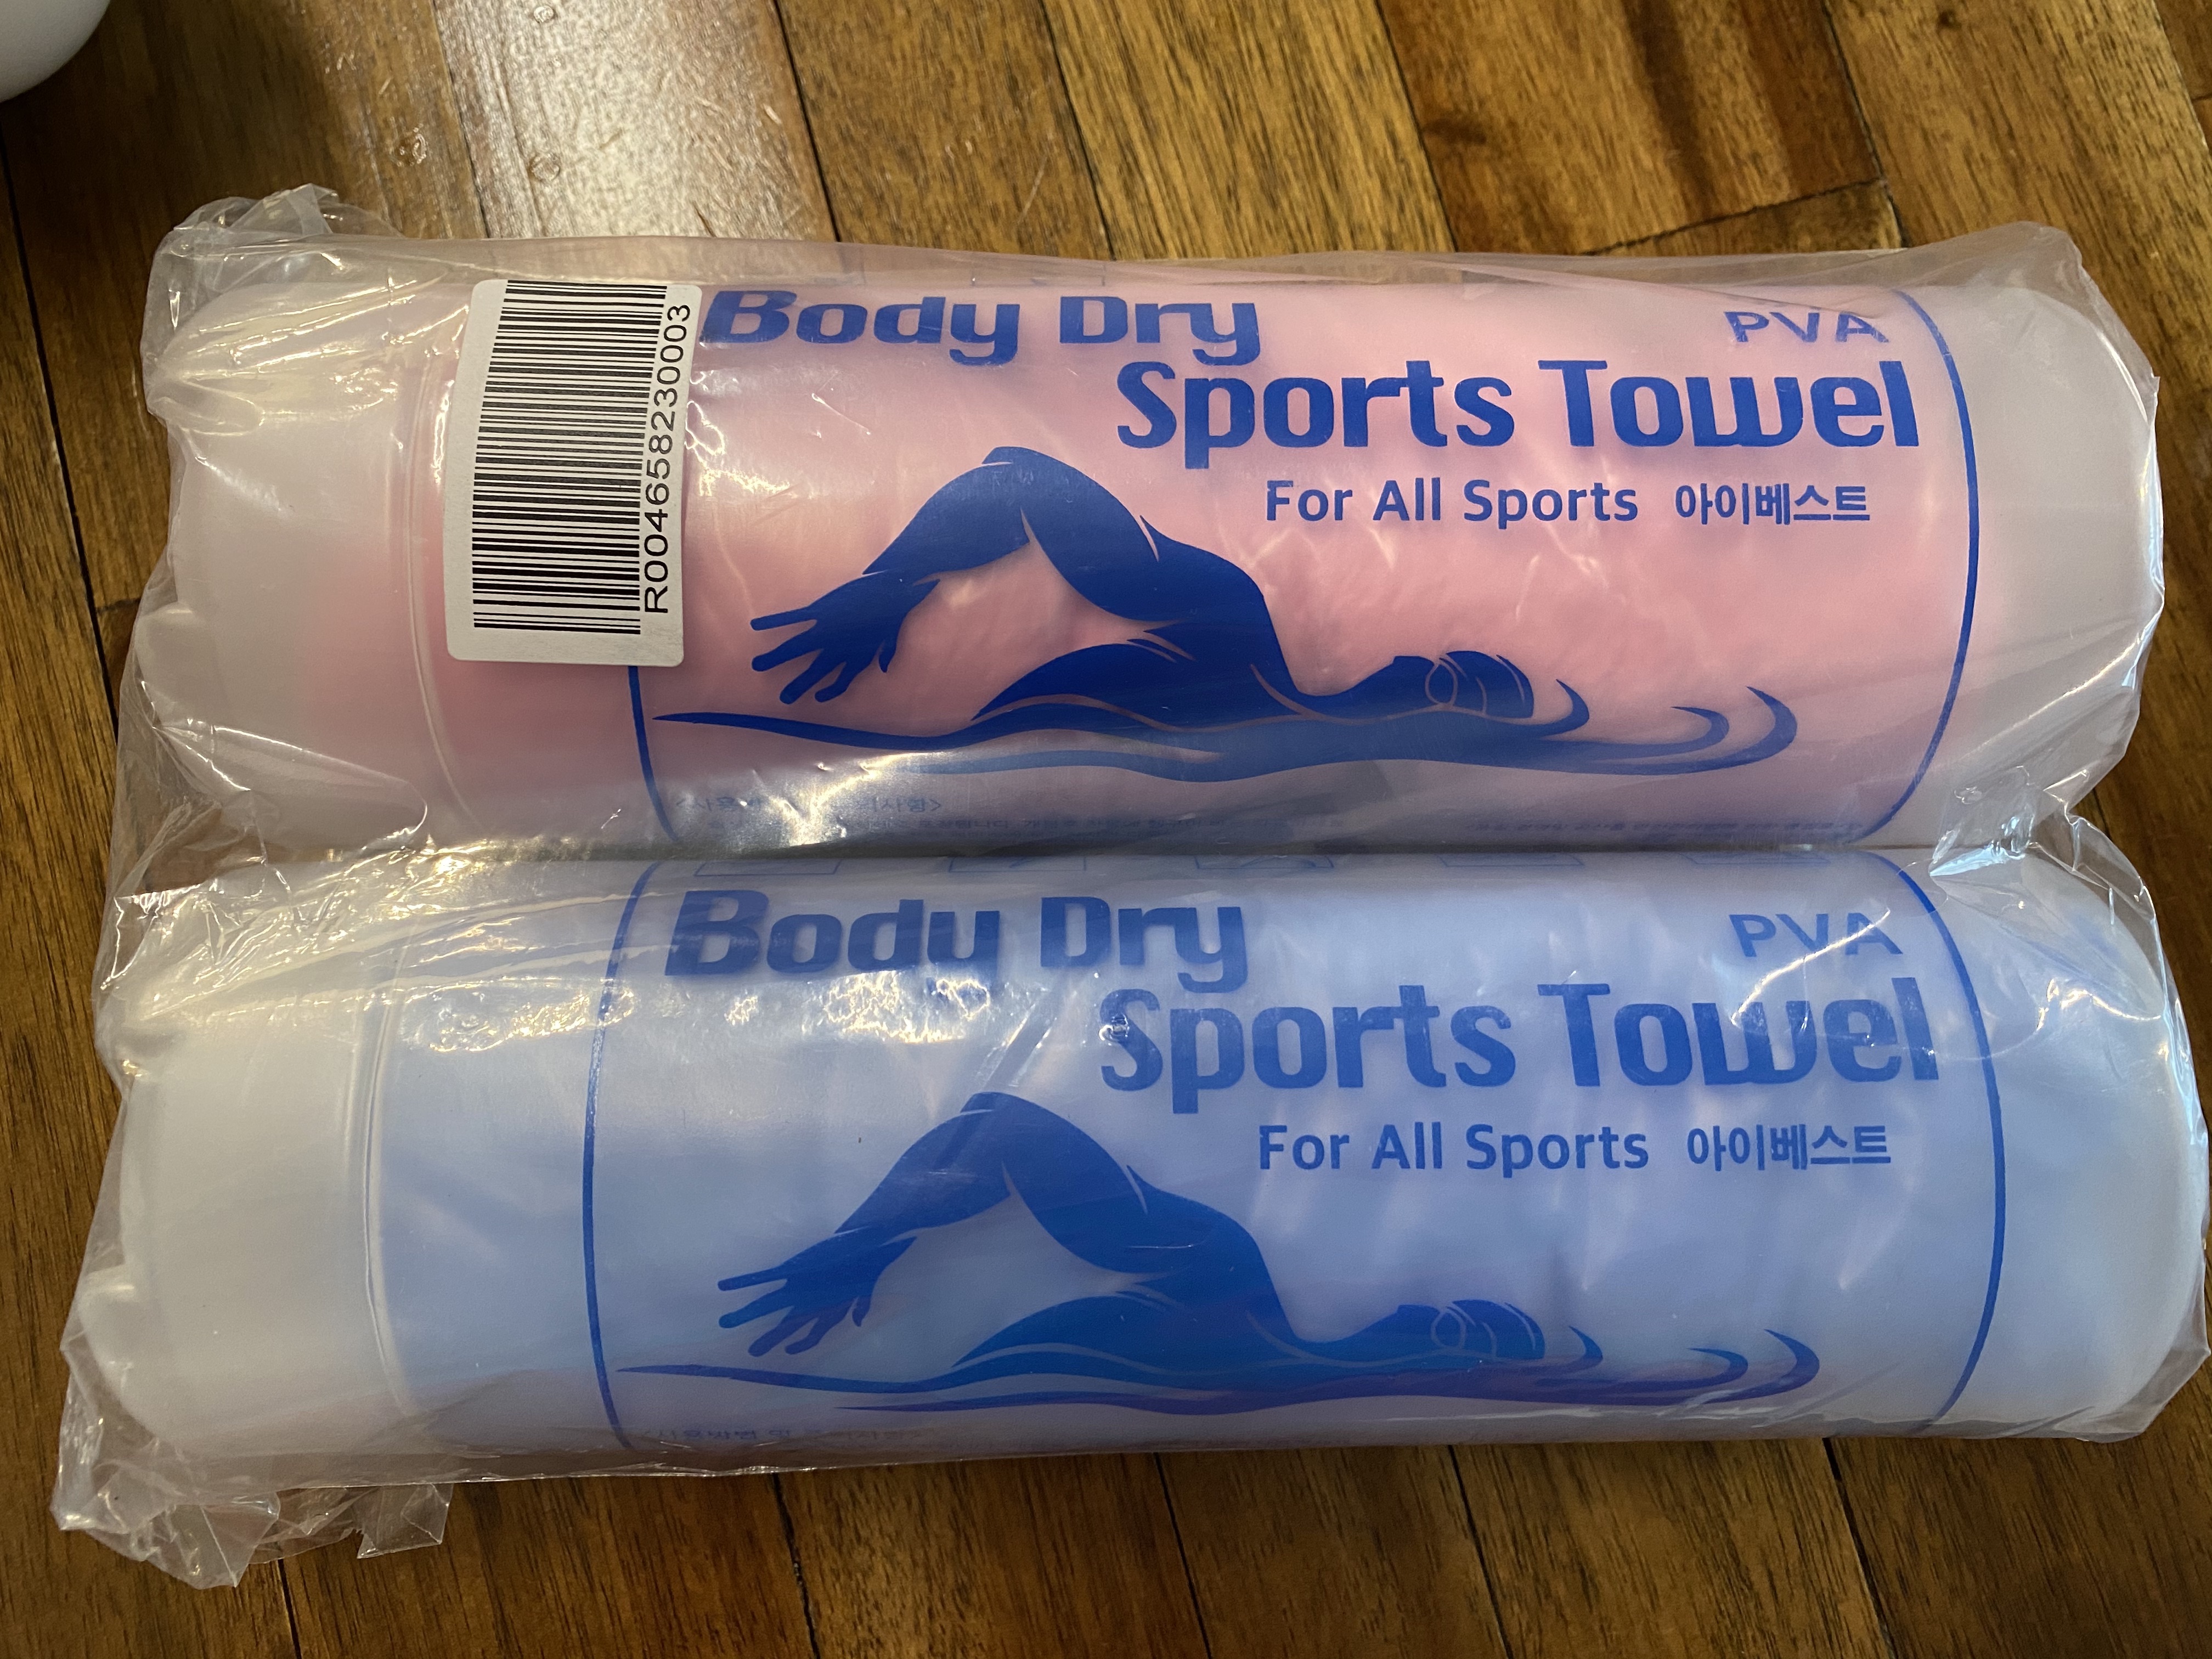 R004658230003
Body Dry
PVA
Sports Towel
For All Sports 아이베스트
Body Dry
PVA
Sports Towel
For All Sports 아이베스트